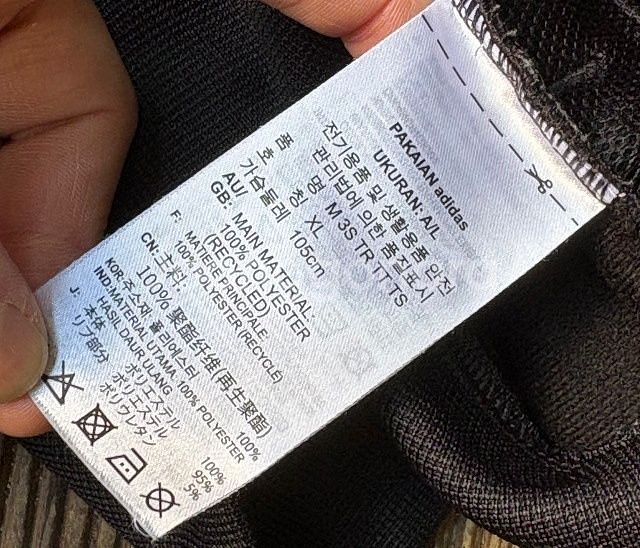 PAKAIAN adidas
UKURAN: A/L
전기용품 및 생활용품 안전
관리법에 의한 품질표시
품 명 M 3S TR TT TS
호 칭 XL
가슴둘레 105cm
AU/
GB: MAIN MATERIAL:
100% POLYESTER
(RECYCLED)
F: MATIERE PRINCIPALE:
100% POLYESTER (RECYCLÉ)
CN: 主料:
100% 聚酯纤维(再生聚酯)
KOR: 주소재: 폴리에스터 100%
IND: MATERIAL UTAMA: 100% POLYESTER
HASIL DAUR ULANG
J: 本体 ポリエステル 100%
リブ部分 ポリエステル 95%
ポリウレタン 5%